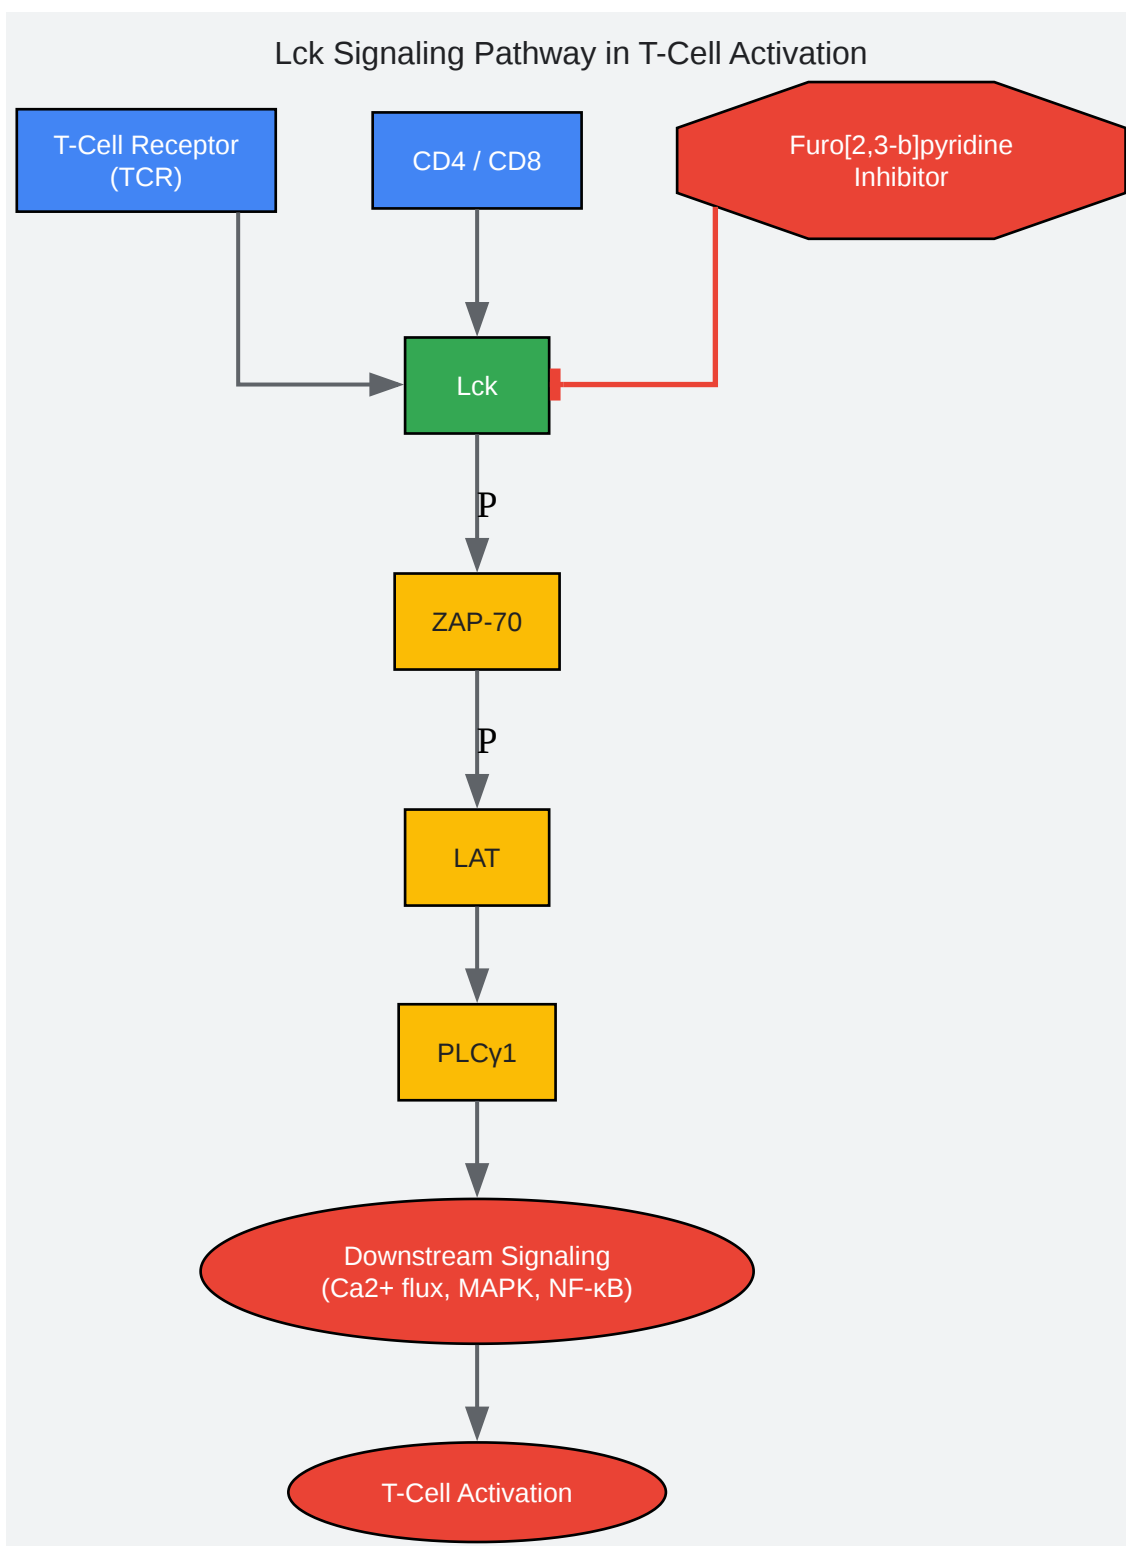 Lck Signaling Pathway in T-Cell Activation
T-Cell Receptor
(TCR)
CD4 / CD8
Furo[2,3-b]pyridine
Inhibitor
Lck
P
ZAP-70
P
LAT
PLCγ1
Downstream Signaling
(Ca2+ flux, MAPK, NF-κB)
T-Cell Activation